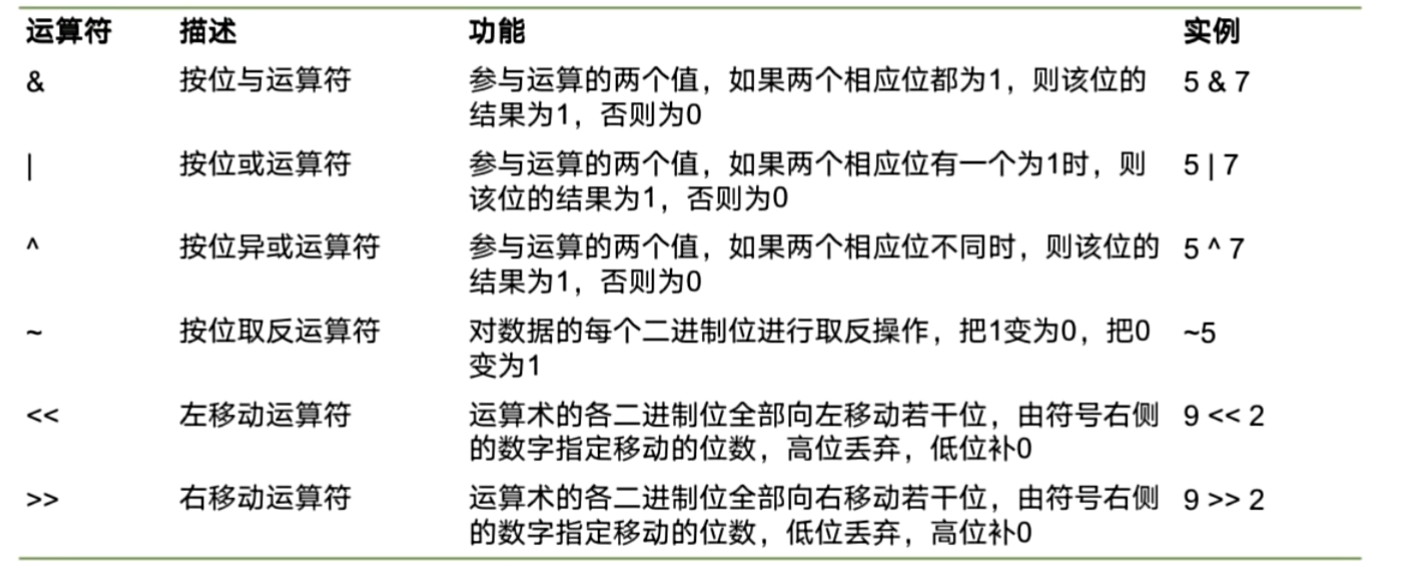 运算符 描述 功能 实例
& 按位与运算符 参与运算的两个值，如果两个相应位都为1，则该位的 5 & 7
结果为1，否则为0
| 按位或运算符 参与运算的两个值，如果两个相应位有一个为1时，则 5 | 7
该位的结果为1，否则为0
^ 按位异或运算符 参与运算的两个值，如果两个相应位不同时，则该位的 5 ^ 7
结果为1，否则为0
~ 按位取反运算符 对数据的每个二进制位进行取反操作，把1变为0，把0 ~5
变为1
<< 左移动运算符 运算术的各二进制位全部向左移动若干位，由符号右侧 9 << 2
的数字指定移动的位数，高位丢弃，低位补0
>> 右移动运算符 运算术的各二进制位全部向右移动若干位，由符号右侧 9 >> 2
的数字指定移动的位数，低位丢弃，高位补0